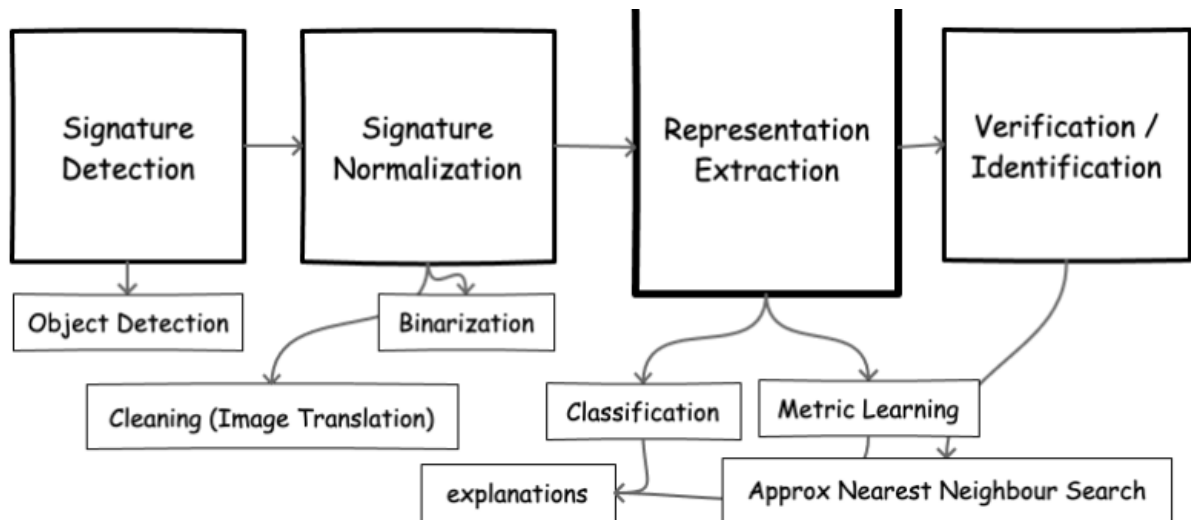 Signature
Detection
Signature
Normalization
Representation
Extraction
Verification /
Identification
Object Detection
Binarization
Cleaning (Image Translation)
Classification
Metric Learning
explanations
Approx Nearest Neighbour Search